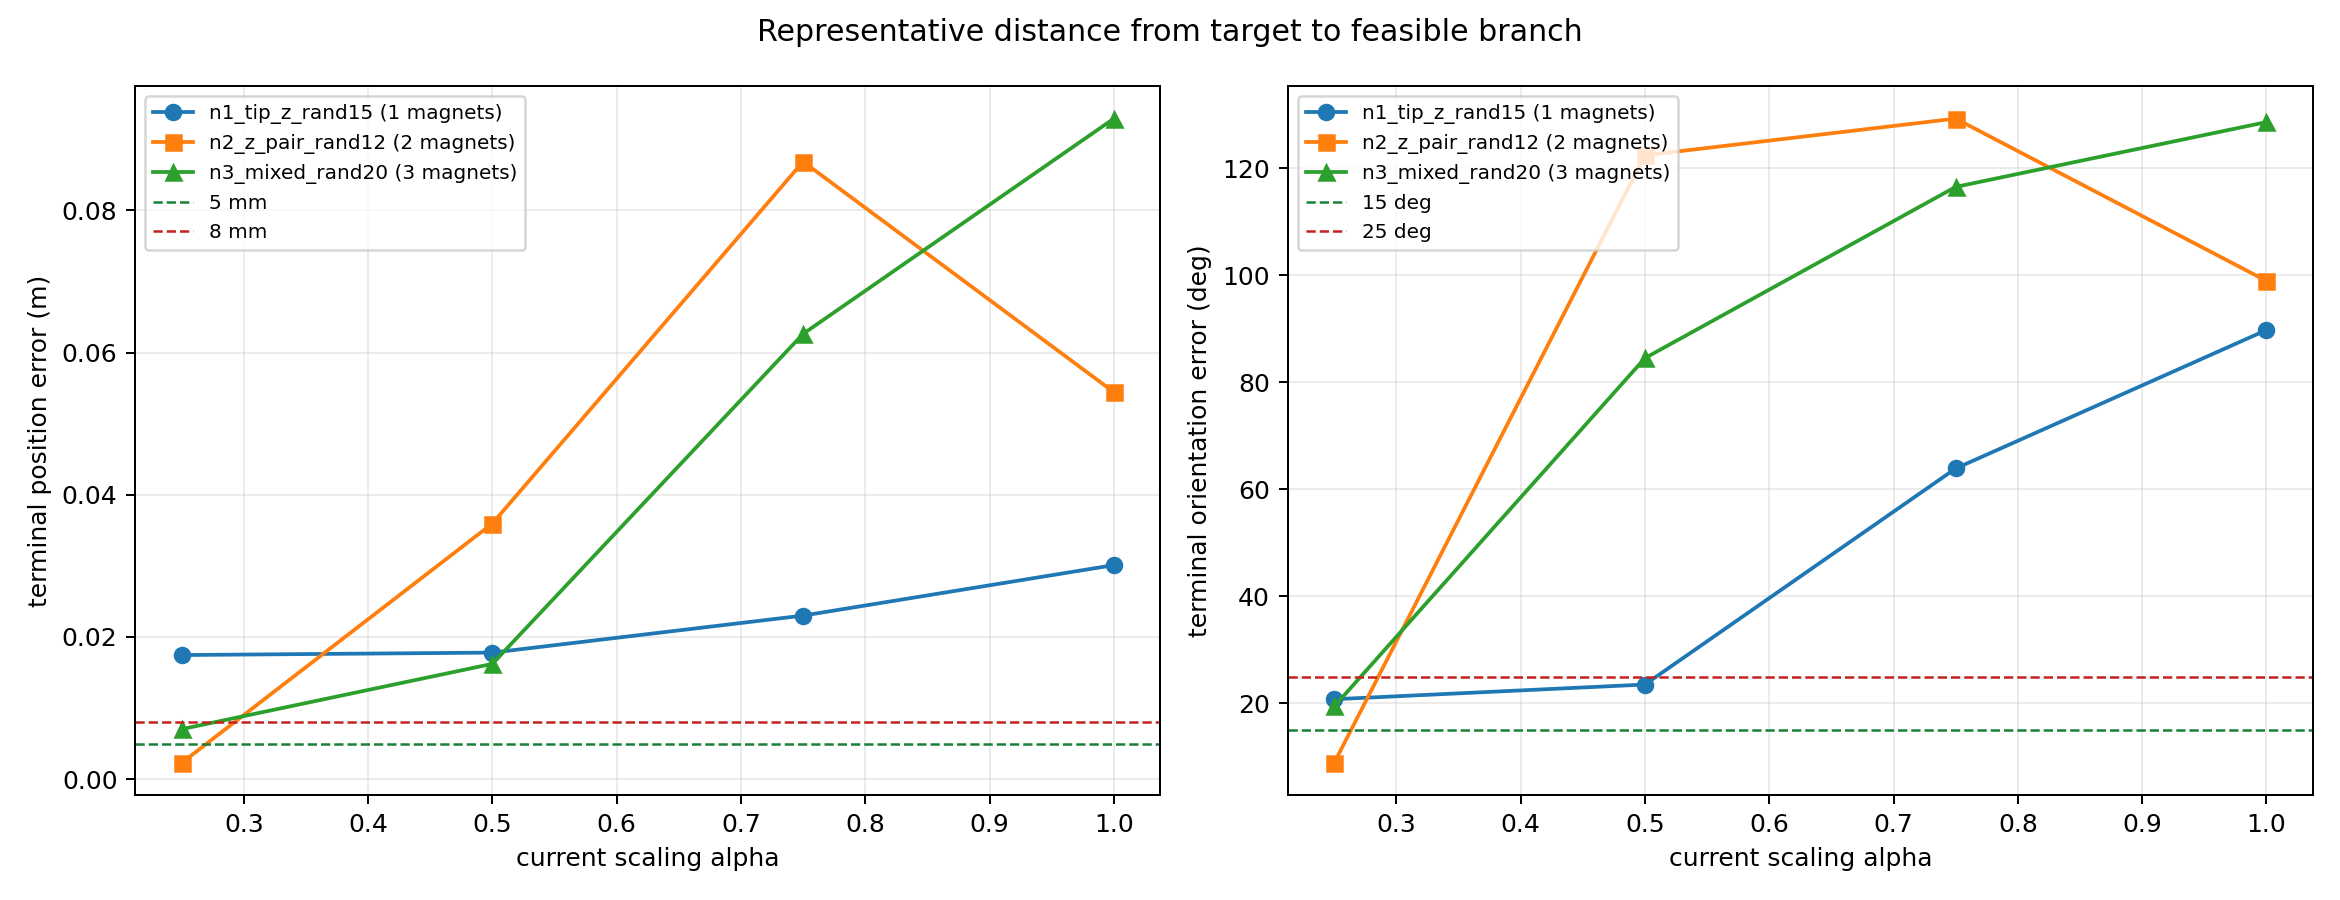 Representative distance from target to feasible branch
n1_tip_z_rand15 (1 magnets)
n2_z_pair_rand12 (2 magnets)
n3_mixed_rand20 (3 magnets)
5 mm
8 mm
terminal position error (m)
0.08
0.06
0.04
0.02
0.00
0.3 0.4 0.5 0.6 0.7 0.8 0.9 1.0
current scaling alpha
n1_tip_z_rand15 (1 magnets)
n2_z_pair_rand12 (2 magnets)
n3_mixed_rand20 (3 magnets)
15 deg
25 deg
terminal orientation error (deg)
120
100
80
60
40
20
0.3 0.4 0.5 0.6 0.7 0.8 0.9 1.0
current scaling alpha